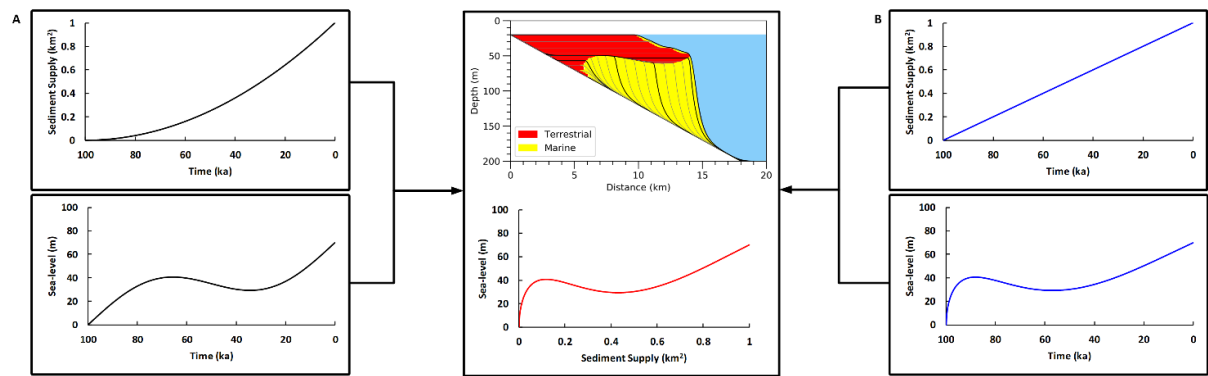 A
Sediment Supply (km²)
1
0.8
0.6
0.4
0.2
0
100 80 60 40 20 0
Time (ka)
Sea-level (m)
100
80
60
40
20
0
100 80 60 40 20 0
Time (ka)
Depth (m)
0
50
100
150
200
Terrestrial
Marine
0 5 10 15 20
Distance (km)
Sea-level (m)
100
80
60
40
20
0
0 0.2 0.4 0.6 0.8 1
Sediment Supply (km²)
B
Sediment Supply (km²)
1
0.8
0.6
0.4
0.2
0
100 80 60 40 20 0
Time (ka)
Sea-level (m)
100
80
60
40
20
0
100 80 60 40 20 0
Time (ka)